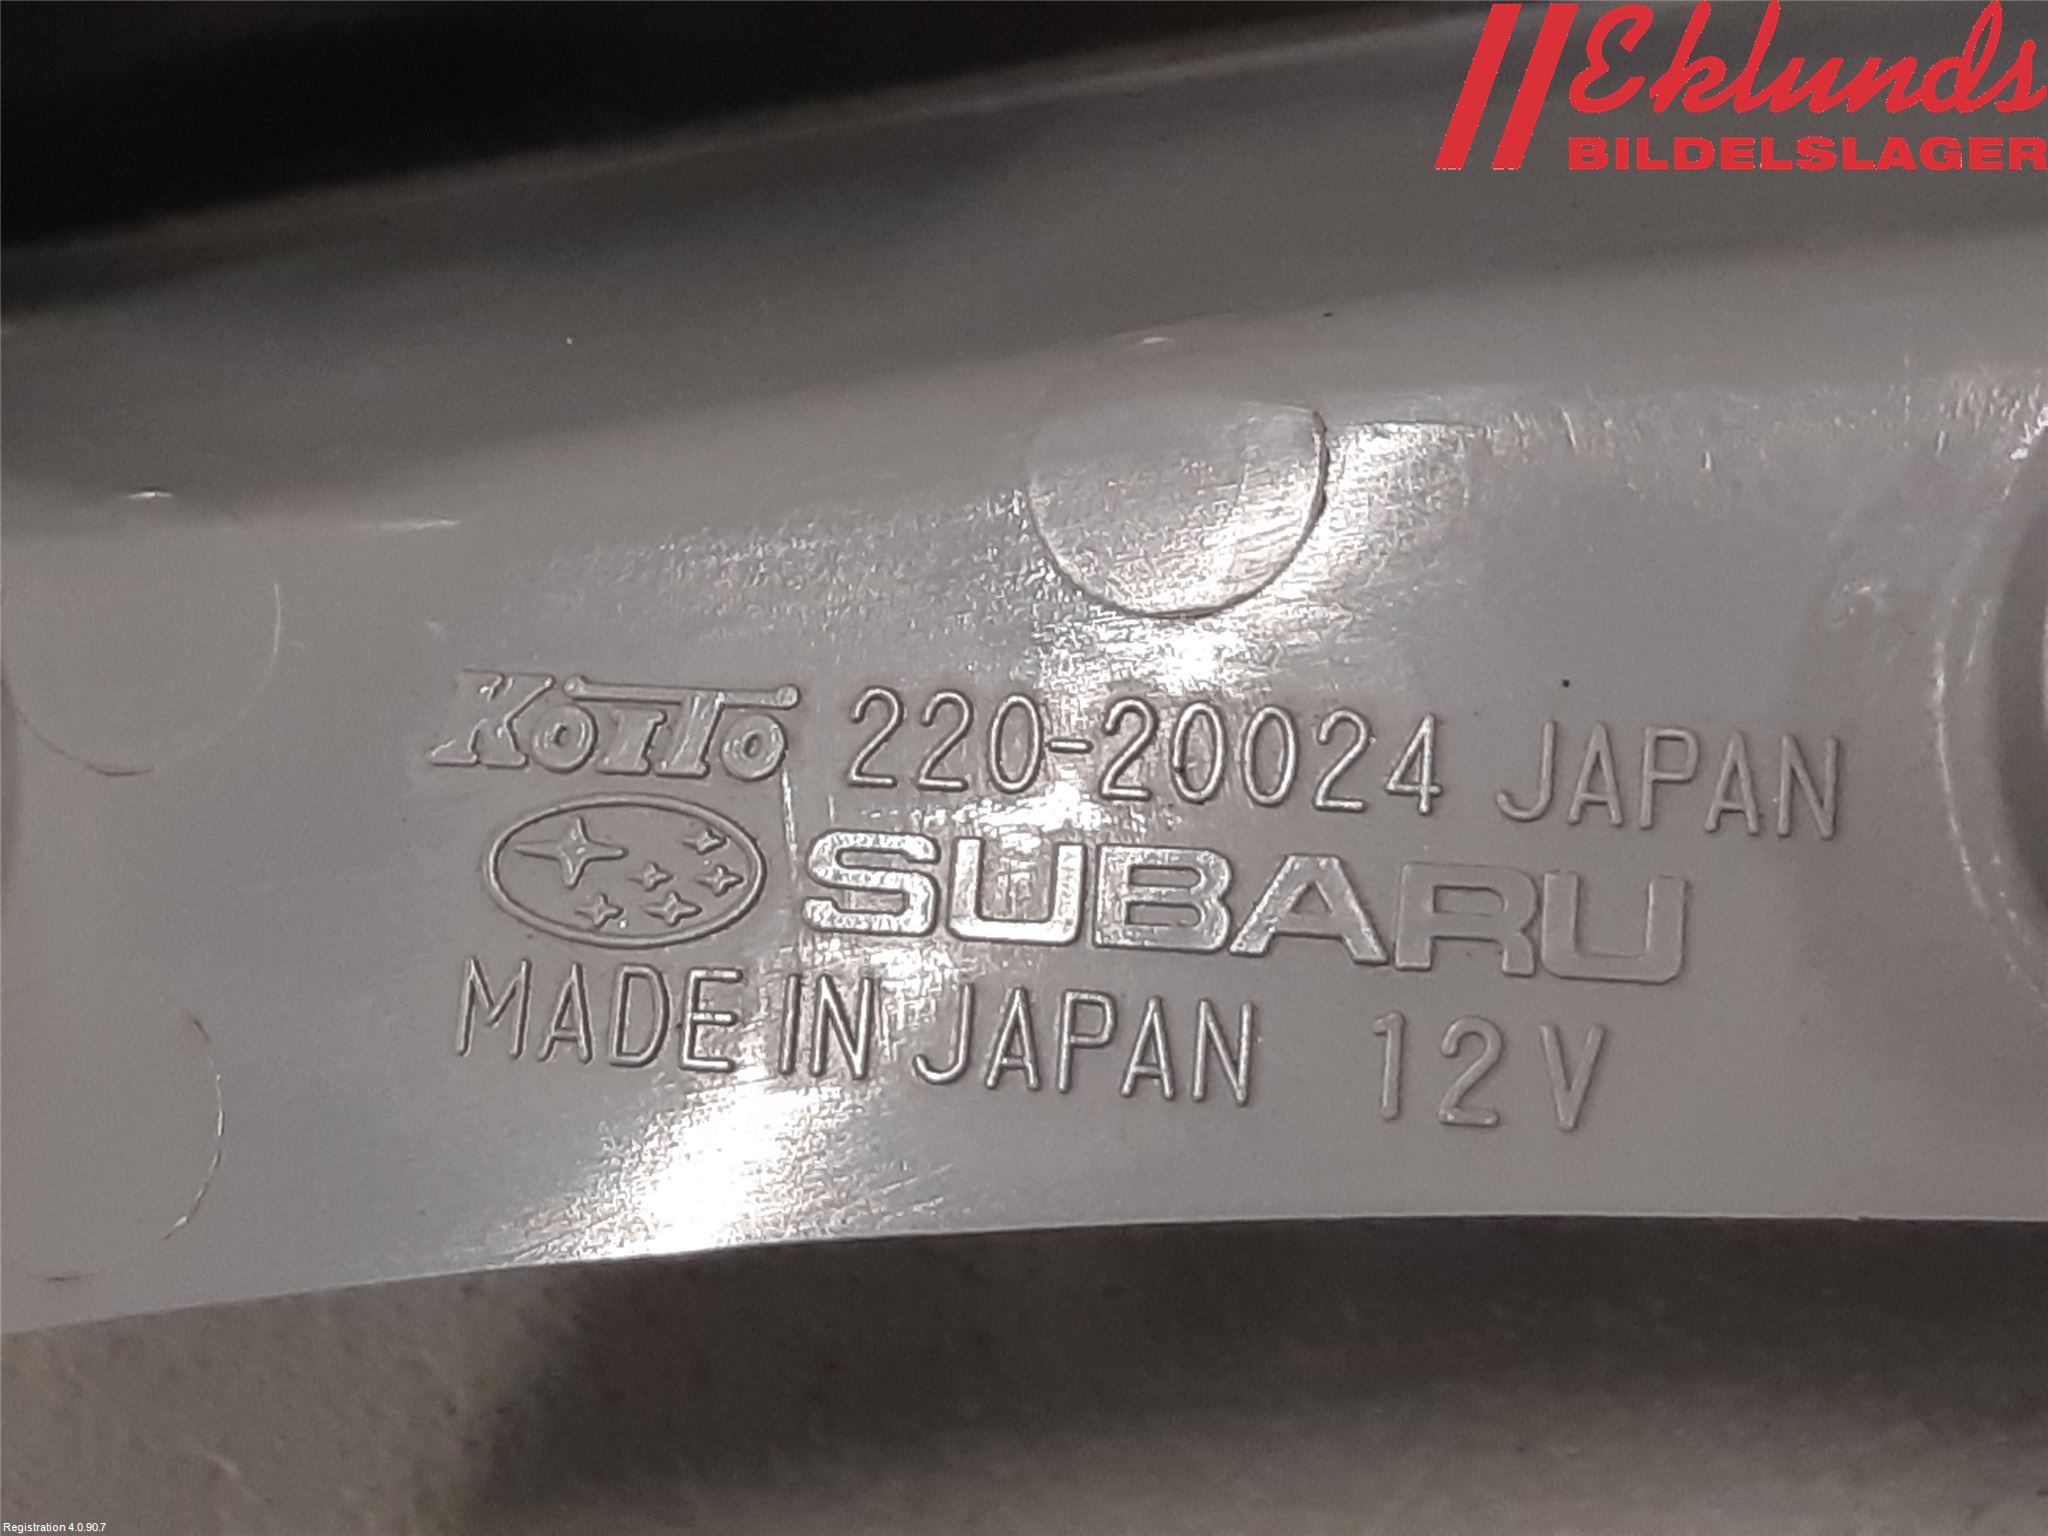 Eklunds
BILDELSLAGER
KOITO 220-20024 JAPAN
SUBARU
MADE IN JAPAN 12V
Registration 4.0.90.7